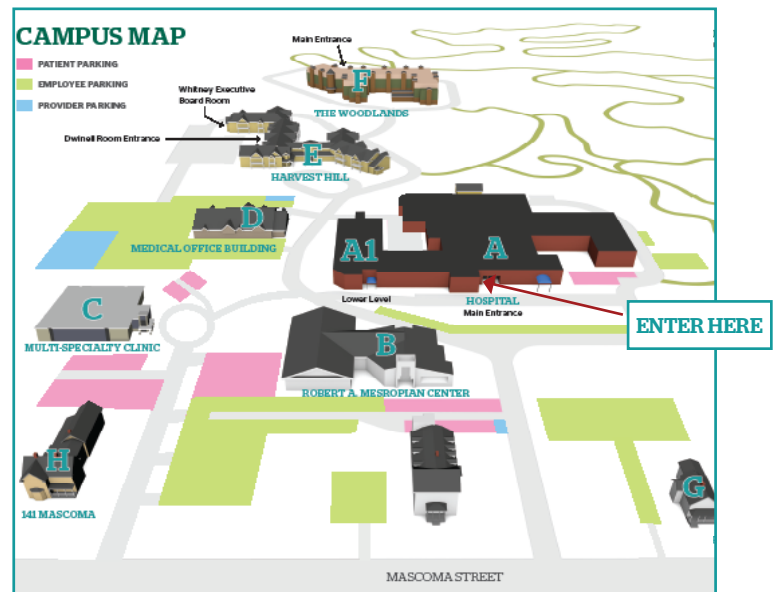 CAMPUS MAP
PATIENT PARKING
EMPLOYEE PARKING
PROVIDER PARKING
Main Entrance
F
THE WOODLANDS
Whitney Executive
Board Room
Dwinell Room Entrance
E
HARVEST HILL
D
MEDICAL OFFICE BUILDING
A1
A
Lower Level
HOSPITAL
Main Entrance
ENTER HERE
C
MULTI-SPECIALTY CLINIC
B
ROBERT A. MESROPIAN CENTER
H
141 MASCOMA
G
MASCOMA STREET